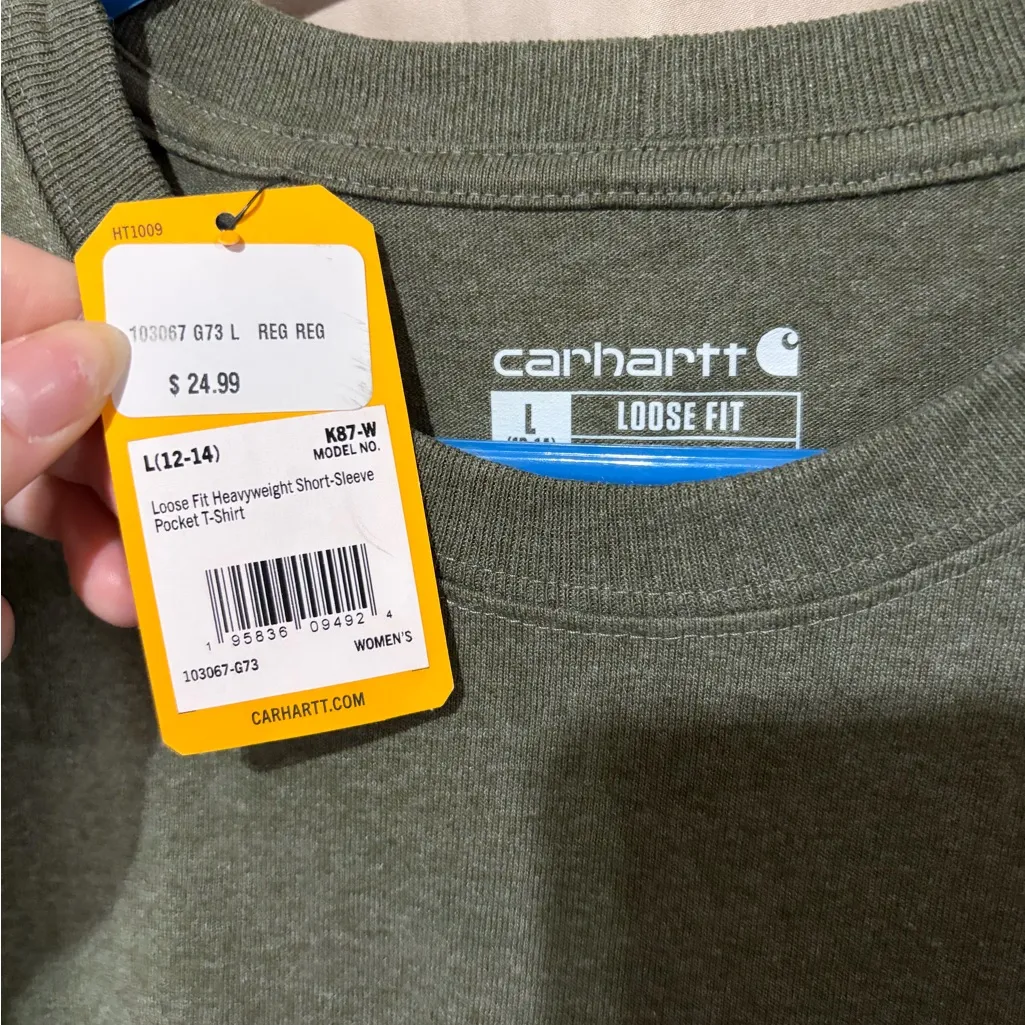 HT1009
103067 G73 L REG REG
$ 24.99
K87-W
L(12-14)
MODEL NO.
Loose Fit Heavyweight Short-Sleeve
Pocket T-Shirt
1 95836 09492 4
WOMEN'S
103067-G73
CARHARTT.COM
carhartt
L LOOSE FIT